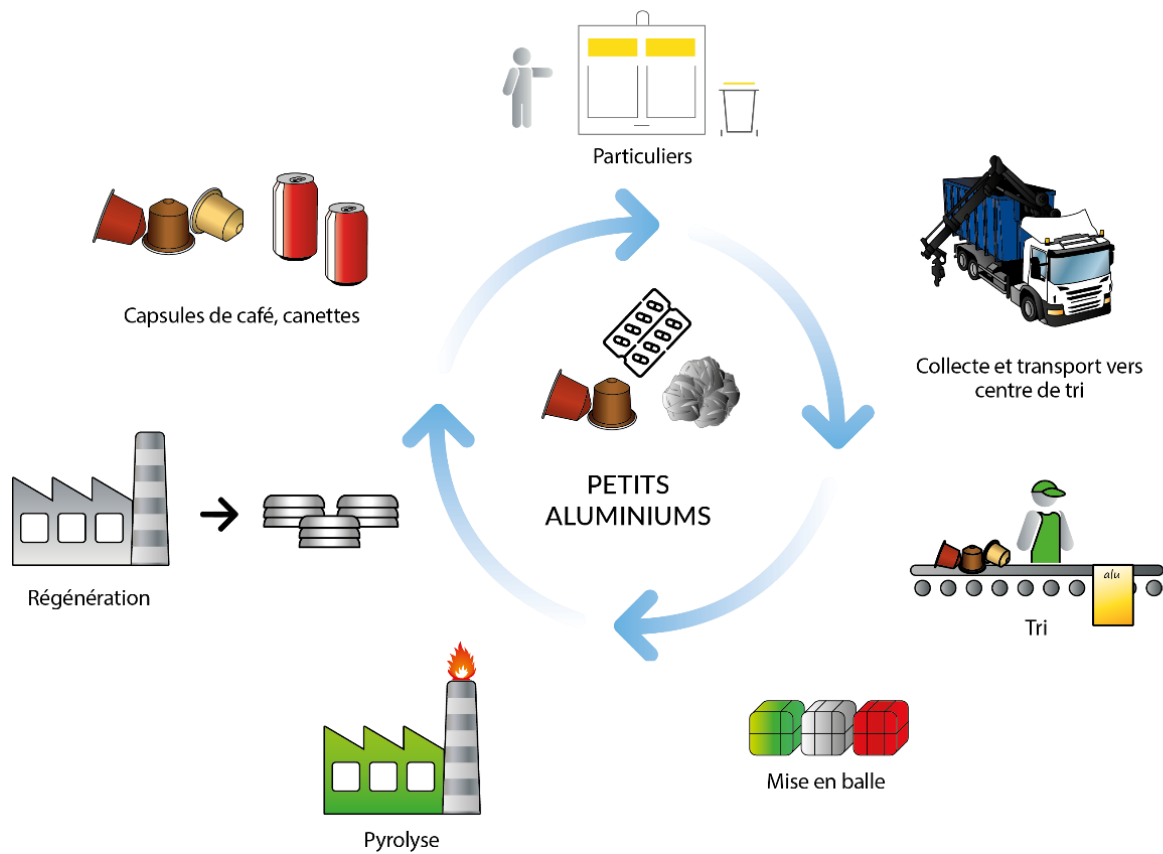 Particuliers
Capsules de café, canettes
Collecte et transport vers
centre de tri
PETITS
ALUMINIUMS
Régénération
alu
Tri
Mise en balle
Pyrolyse